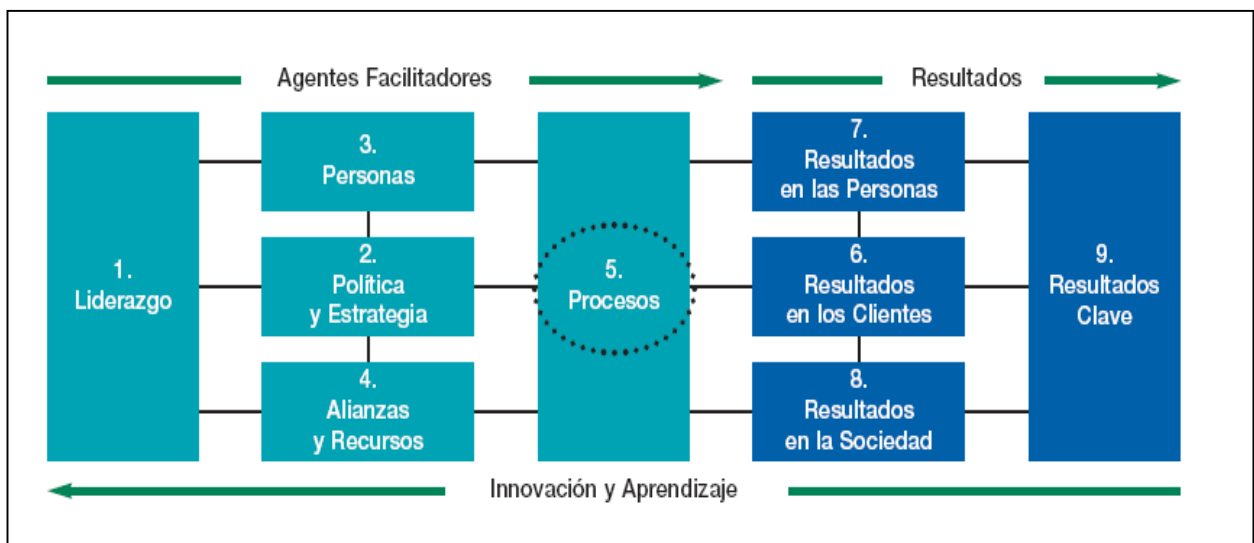 Agentes Facilitadores
Resultados
1.
Liderazgo
3.
Personas
2.
Política
y Estrategia
4.
Alianzas
y Recursos
5.
Procesos
7.
Resultados
en las Personas
6.
Resultados
en los Clientes
8.
Resultados
en la Sociedad
9.
Resultados
Clave
Innovación y Aprendizaje